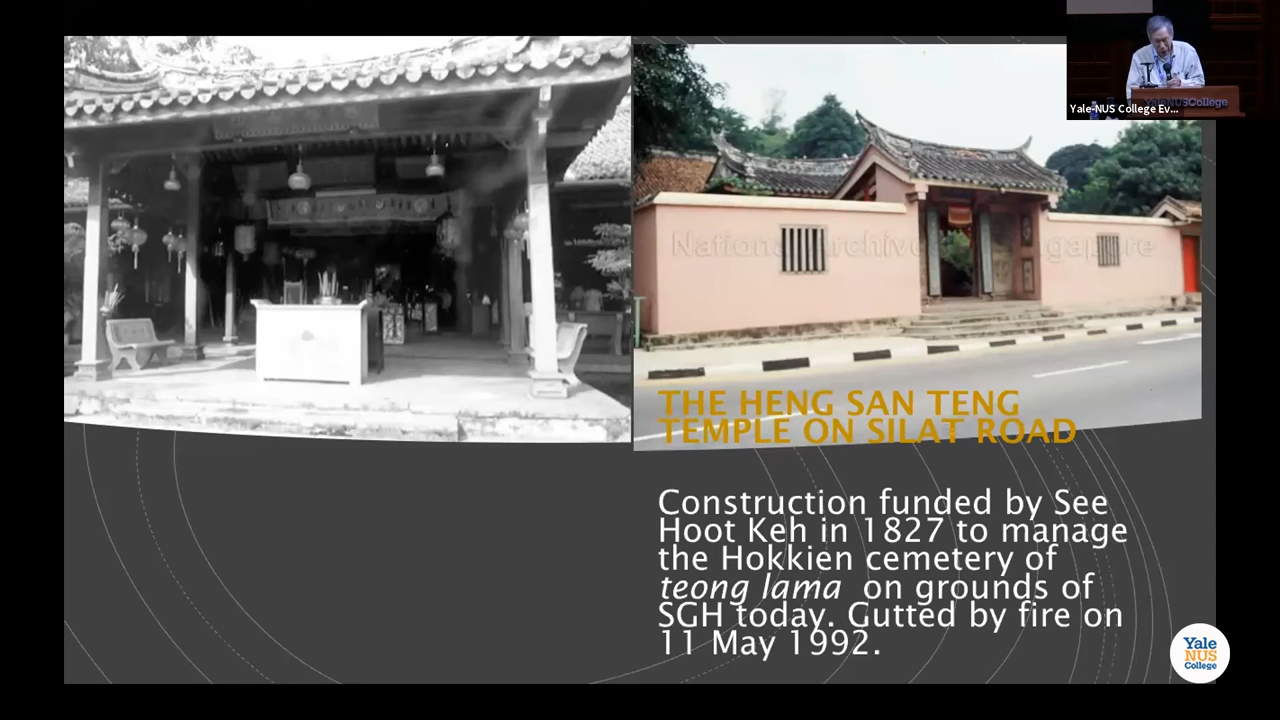 YaleNUSCollege
Yale-NUS College Ev...
National Archives of Singapore
THE HENG SAN TENG
TEMPLE ON SILAT ROAD
Construction funded by See
Hoot Keh in 1827 to manage
the Hokkien cemetery of
teong lama on grounds of
SGH today. Gutted by fire on
11 May 1992.
Yale
NUS
College